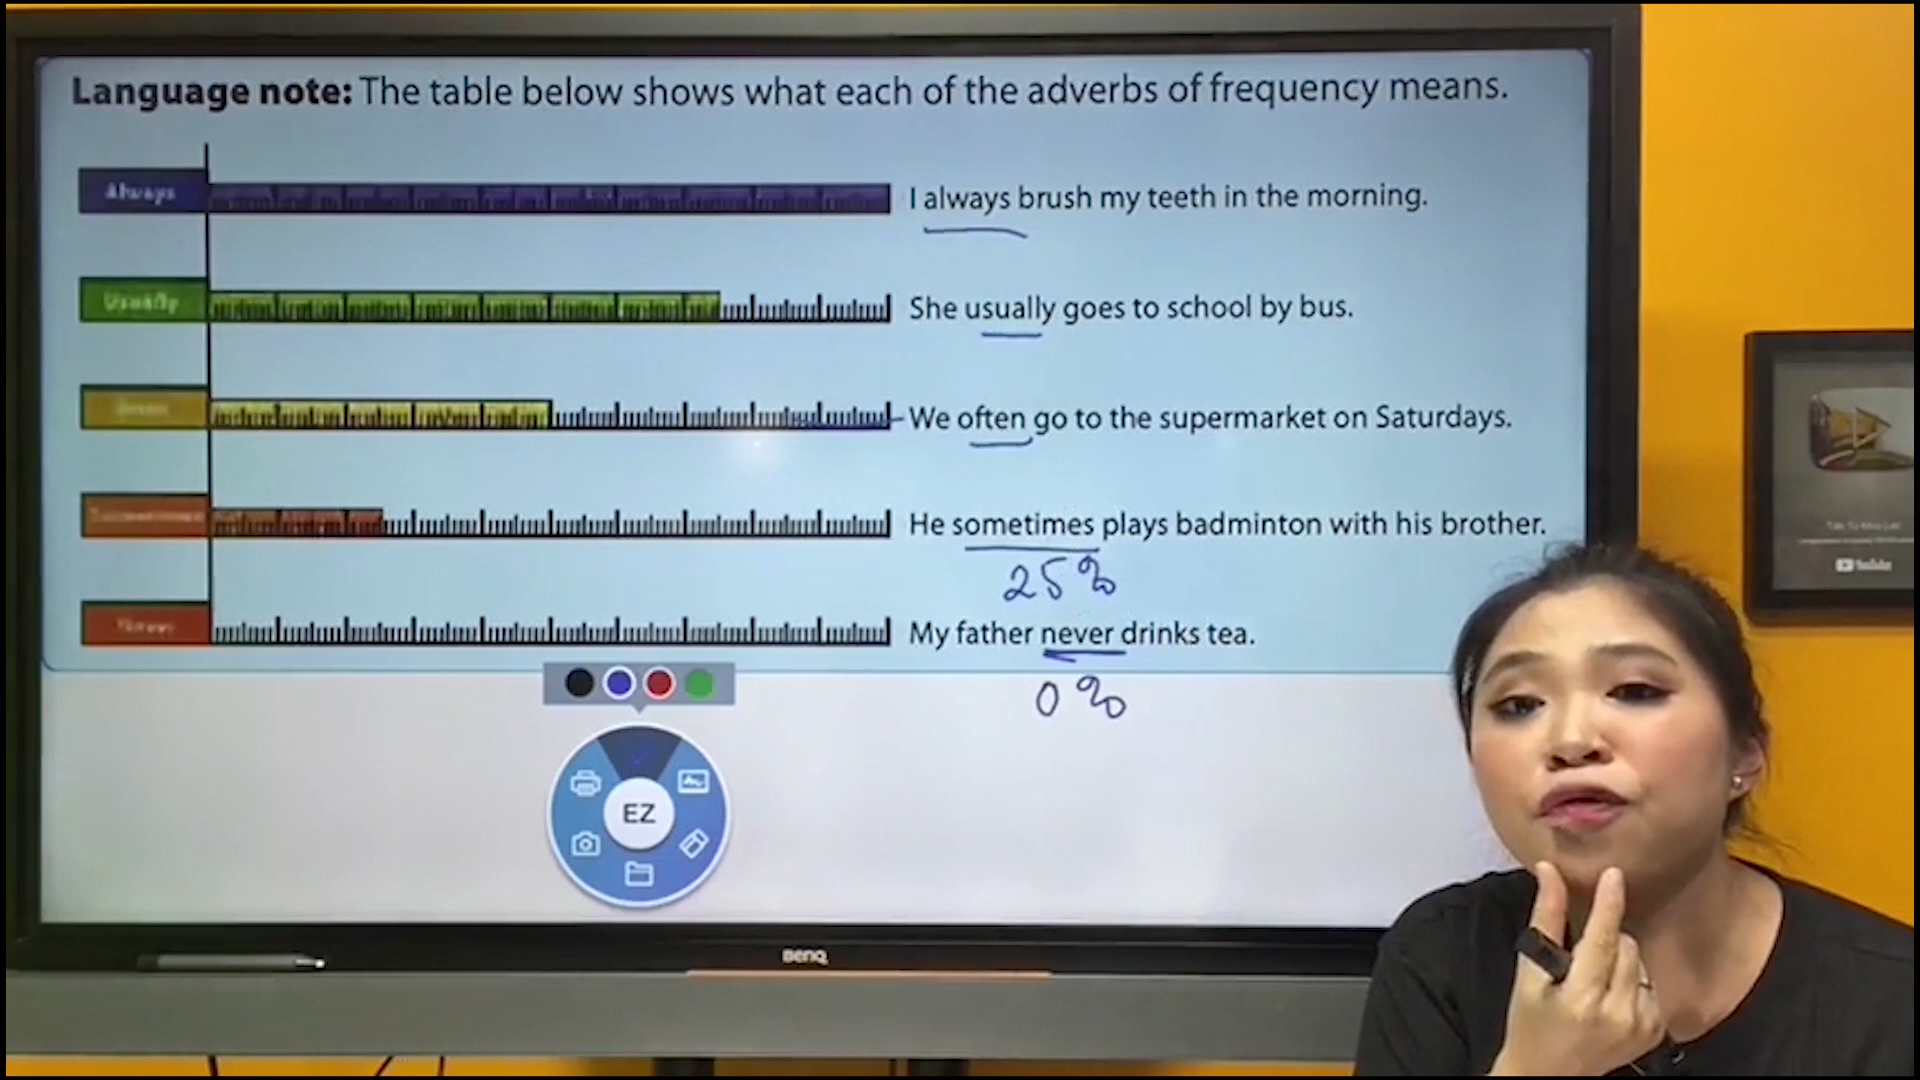 Language note: The table below shows what each of the adverbs of frequency means.
Always I always brush my teeth in the morning.
Usually She usually goes to school by bus.
We often go to the supermarket on Saturdays.
He sometimes plays badminton with his brother.
25%
My father never drinks tea.
0%
EZ
BenQ
YouTube